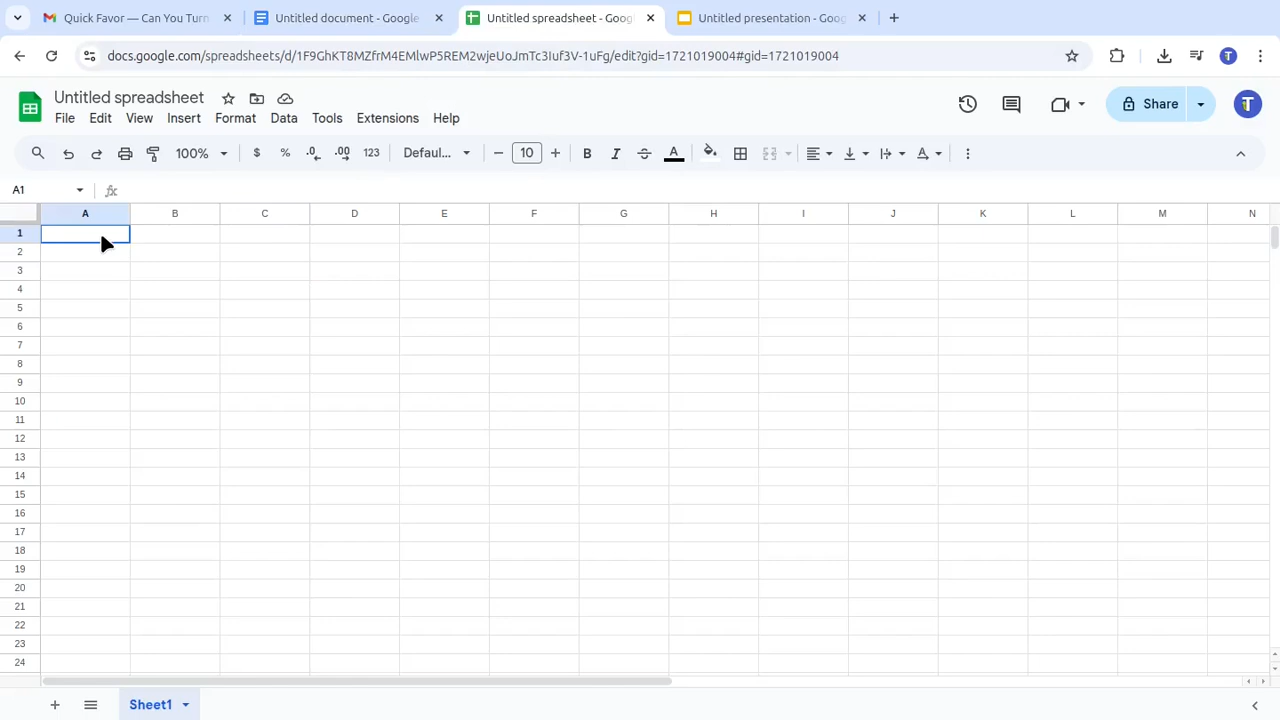 Quick Favor — Can You Turn
Untitled document - Google
Untitled spreadsheet - Goog
Untitled presentation - Goog
docs.google.com/spreadsheets/d/1F9GhKT8MZfrM4EMlwP5REM2wjeUoJmTc3Iuf3V-1uFg/edit?gid=1721019004#gid=1721019004
T
Untitled spreadsheet
File Edit View Insert Format Data Tools Extensions Help
Share
T
100% $ % .0 .00 123 Defaul... 10 B I S A
A1 fx
A B C D E F G H I J K L M N
1
2
3
4
5
6
7
8
9
10
11
12
13
14
15
16
17
18
19
20
21
22
23
24
Sheet1